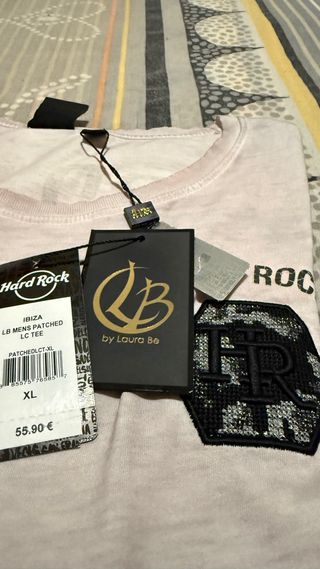 Hard Rock
IBIZA
LB MENS PATCHED
LC TEE
PATCHEDLCT-XL
XL
55.90 €
LB
by Laura Be
ROC
HR